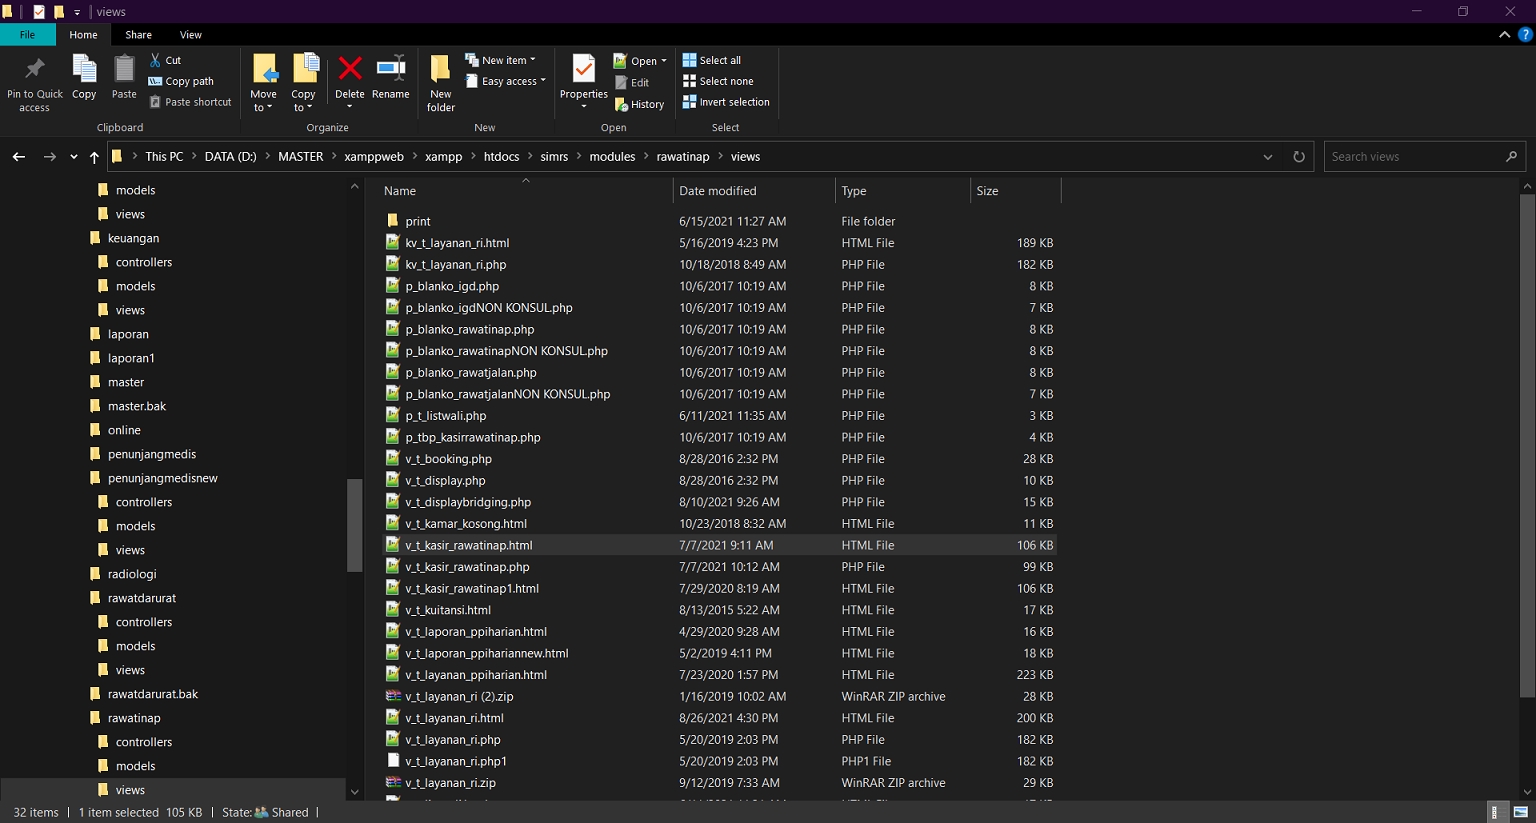 views
File Home Share View
Pin to Quick access
Copy
Paste
Cut
Copy path
Paste shortcut
Clipboard
Move to
Copy to
Delete
Rename
Organize
New folder
New item
Easy access
New
Properties
Open
Edit
History
Open
Select all
Select none
Invert selection
Select
This PC > DATA (D:) > MASTER > xamppweb > xampp > htdocs > simrs > modules > rawatinap > views
Search views
models
views
keuangan
controllers
models
views
laporan
laporan1
master
master.bak
online
penunjangmedis
penunjangmedisnew
controllers
models
views
radiologi
rawatdarurat
controllers
models
views
rawatdarurat.bak
rawatinap
controllers
models
views
Name Date modified Type Size
print 6/15/2021 11:27 AM File folder
kv_t_layanan_ri.html 5/16/2019 4:23 PM HTML File 189 KB
kv_t_layanan_ri.php 10/18/2018 8:49 AM PHP File 182 KB
p_blanko_igd.php 10/6/2017 10:19 AM PHP File 8 KB
p_blanko_igdNON KONSUL.php 10/6/2017 10:19 AM PHP File 7 KB
p_blanko_rawatinap.php 10/6/2017 10:19 AM PHP File 8 KB
p_blanko_rawatinapNON KONSUL.php 10/6/2017 10:19 AM PHP File 8 KB
p_blanko_rawatjalan.php 10/6/2017 10:19 AM PHP File 8 KB
p_blanko_rawatjalanNON KONSUL.php 10/6/2017 10:19 AM PHP File 7 KB
p_t_listwali.php 6/11/2021 11:35 AM PHP File 3 KB
p_tbp_kasirrawatinap.php 10/6/2017 10:19 AM PHP File 4 KB
v_t_booking.php 8/28/2016 2:32 PM PHP File 28 KB
v_t_display.php 8/28/2016 2:32 PM PHP File 10 KB
v_t_displaybridging.php 8/10/2021 9:26 AM PHP File 15 KB
v_t_kamar_kosong.html 10/23/2018 8:32 AM HTML File 11 KB
v_t_kasir_rawatinap.html 7/7/2021 9:11 AM HTML File 106 KB
v_t_kasir_rawatinap.php 7/7/2021 10:12 AM PHP File 99 KB
v_t_kasir_rawatinap1.html 7/29/2020 8:19 AM HTML File 106 KB
v_t_kuitansi.html 8/13/2015 5:22 AM HTML File 17 KB
v_t_laporan_ppiharian.html 4/29/2020 9:28 AM HTML File 16 KB
v_t_laporan_ppihariannew.html 5/2/2019 4:11 PM HTML File 18 KB
v_t_layanan_ppiharian.html 7/23/2020 1:57 PM HTML File 223 KB
v_t_layanan_ri (2).zip 1/16/2019 10:02 AM WinRAR ZIP archive 28 KB
v_t_layanan_ri.html 8/26/2021 4:30 PM HTML File 200 KB
v_t_layanan_ri.php 5/20/2019 2:03 PM PHP File 182 KB
v_t_layanan_ri.php1 5/20/2019 2:03 PM PHP1 File 182 KB
v_t_layanan_ri.zip 9/12/2019 7:33 AM WinRAR ZIP archive 29 KB
32 items 1 item selected 105 KB State: Shared